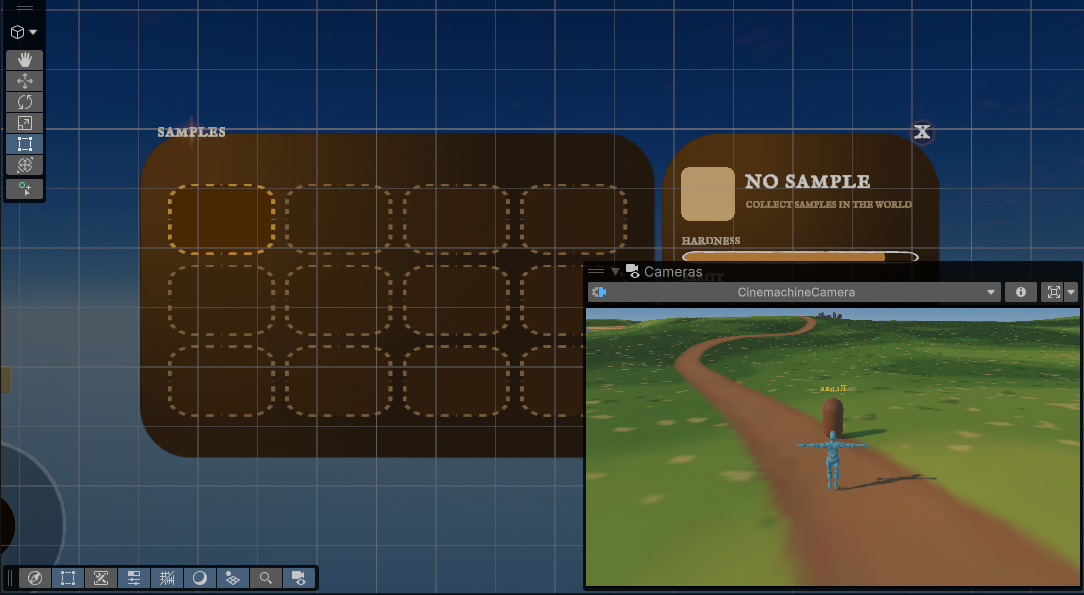 SAMPLES
X
NO SAMPLE
COLLECT SAMPLES IN THE WORLD
HARDNESS
Cameras
CinemachineCamera